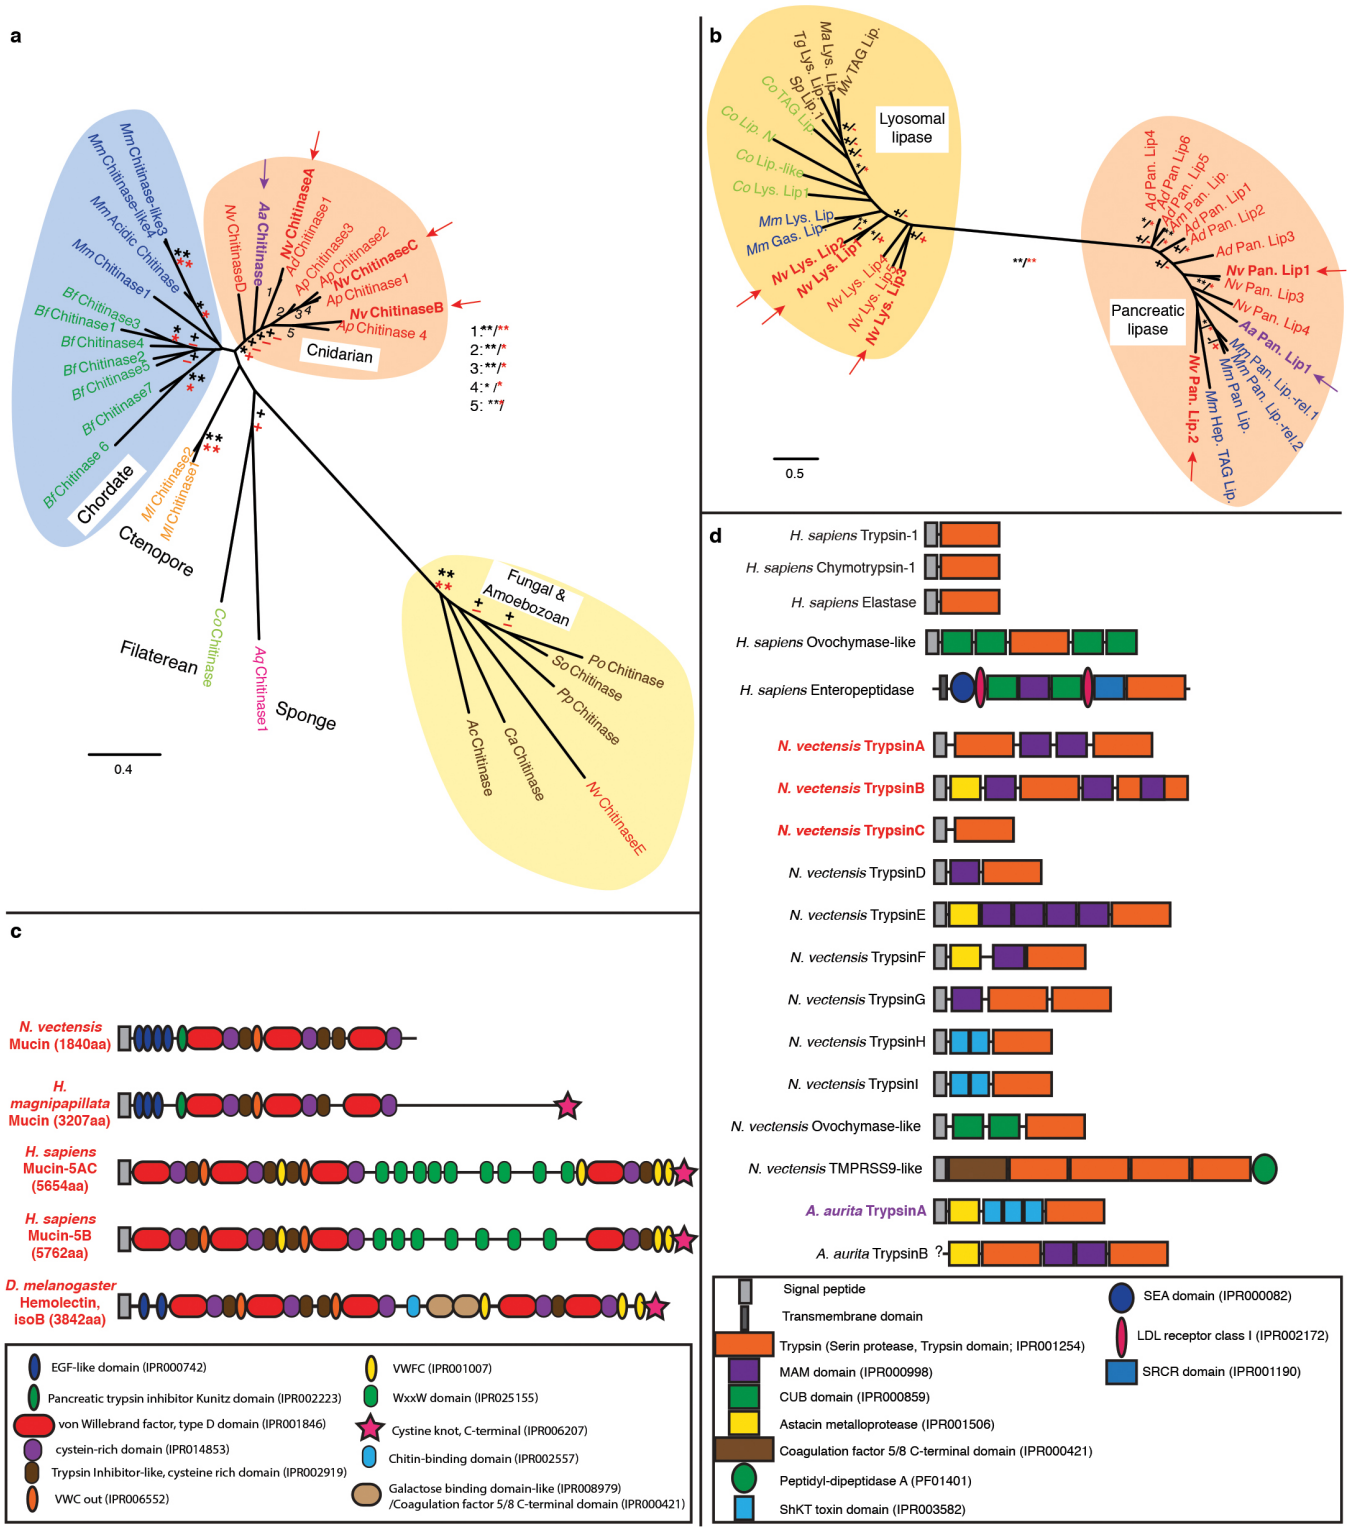 a
Mm Chitinase-like3
Mm Chitinase-like4
Mm Acidic Chitinase
Mm Chitinase1
Bf Chitinase3
Bf Chitinase1
Bf Chitinase4
Bf Chitinase2
Bf Chitinase5
Bf Chitinase7
Bf Chitinase 6
Chordate
Nv ChitinaseD
Aa Chitinase
Nv ChitinaseA
Ad Chitinase1
Ap Chitinase3
Ap Chitinase2
Nv ChitinaseC
Ap Chitinase1
Nv ChitinaseB
Ap Chitinase 4
Cnidarian
1
2
3
4
5
1:**/**
2:**/*
3:**/*
4:* /*
5: **/
Ml Chitinase2
Ml Chitinase1
Ctenopore
Filaterean
Co Chitinase
Aq Chitinase1
Sponge
Fungal &
Amoebozoan
Po Chitinase
So Chitinase
Pp Chitinase
Nv ChitinaseE
Ca Chitinase
Ac Chitinase
0.4
b
Mv TAG Lip.
Ma Lys. Lip.
Tg Lys. Lip.
Sp Lip.1
Co TAG Lip.
Co Lip. N
Co Lip.-like
Co Lys. Lip1
Mm Lys. Lip.
Mm Gas. Lip.
Nv Lys. Lip2
Nv Lys. Lip1
Nv Lys. Lip4
Nv Lys. Lip5
Nv Lys. Lip3
Lysosomal
lipase
**/**
Ad Pan. Lip4
Ad Pan Lip6
Ad Pan. Lip5
Am Pan. Lip.
Ad Pan. Lip1
Ad Pan. Lip2
Ad Pan. Lip3
Nv Pan. Lip1
Nv Pan. Lip3
Nv Pan. Lip4
Aa Pan. Lip1
Mm Pan. Lip.-rel.1
Mm Pan. Lip.-rel.2
Mm Pan Lip.
Mm Hep. TAG Lip.
Nv Pan. Lip.2
Pancreatic
lipase
0.5
c
N. vectensis
Mucin (1840aa)
H.
magnipapillata
Mucin (3207aa)
H. sapiens
Mucin-5AC
(5654aa)
H. sapiens
Mucin-5B
(5762aa)
D. melanogaster
Hemolectin,
isoB (3842aa)
EGF-like domain (IPR000742)
Pancreatic trypsin inhibitor Kunitz domain (IPR002223)
von Willebrand factor, type D domain (IPR001846)
cystein-rich domain (IPR014853)
Trypsin Inhibitor-like, cysteine rich domain (IPR002919)
VWC out (IPR006552)
VWFC (IPR001007)
WxxW domain (IPR025155)
Cystine knot, C-terminal (IPR006207)
Chitin-binding domain (IPR002557)
Galactose binding domain-like (IPR008979)
/Coagulation factor 5/8 C-terminal domain (IPR000421)
d
H. sapiens Trypsin-1
H. sapiens Chymotrypsin-1
H. sapiens Elastase
H. sapiens Ovochymase-like
H. sapiens Enteropeptidase
N. vectensis TrypsinA
N. vectensis TrypsinB
N. vectensis TrypsinC
N. vectensis TrypsinD
N. vectensis TrypsinE
N. vectensis TrypsinF
N. vectensis TrypsinG
N. vectensis TrypsinH
N. vectensis TrypsinI
N. vectensis Ovochymase-like
N. vectensis TMPRSS9-like
A. aurita TrypsinA
A. aurita TrypsinB ?
Signal peptide
Transmembrane domain
Trypsin (Serin protease, Trypsin domain; IPR001254)
MAM domain (IPR000998)
CUB domain (IPR000859)
Astacin metalloprotease (IPR001506)
Coagulation factor 5/8 C-terminal domain (IPR000421)
Peptidyl-dipeptidase A (PF01401)
ShKT toxin domain (IPR003582)
SEA domain (IPR000082)
LDL receptor class I (IPR002172)
SRCR domain (IPR001190)